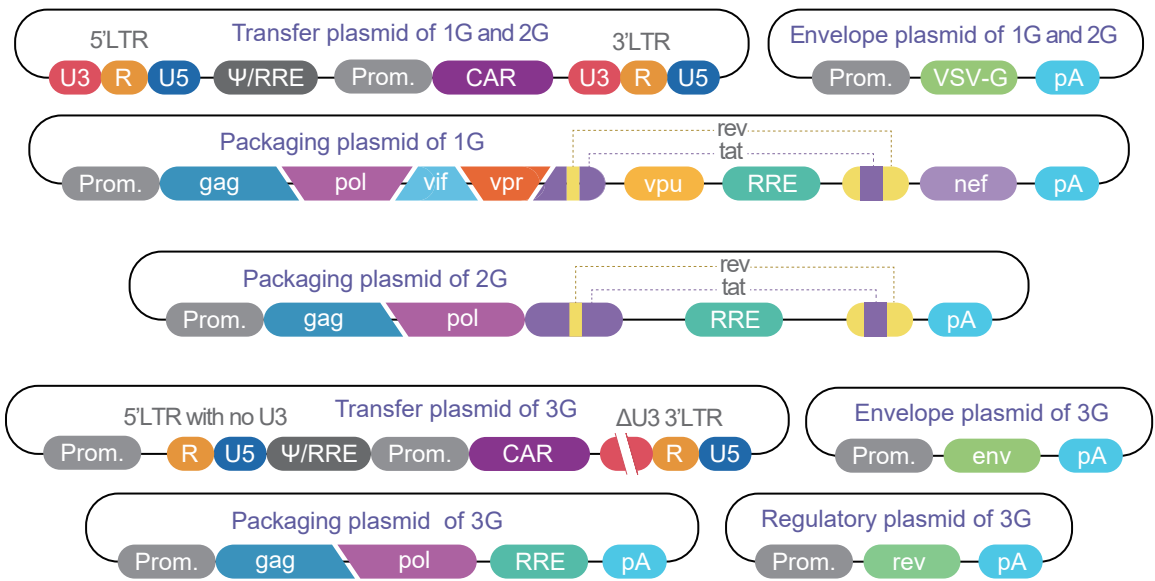 5'LTR Transfer plasmid of 1G and 2G 3'LTR
U3 R U5 Ψ/RRE Prom. CAR U3 R U5
Envelope plasmid of 1G and 2G
Prom. VSV-G pA
Packaging plasmid of 1G rev
tat
Prom. gag pol vif vpr vpu RRE nef pA
Packaging plasmid of 2G rev
tat
Prom. gag pol RRE pA
5'LTR with no U3 Transfer plasmid of 3G ΔU3 3'LTR
Prom. R U5 Ψ/RRE Prom. CAR R U5
Envelope plasmid of 3G
Prom. env pA
Packaging plasmid of 3G
Prom. gag pol RRE pA
Regulatory plasmid of 3G
Prom. rev pA